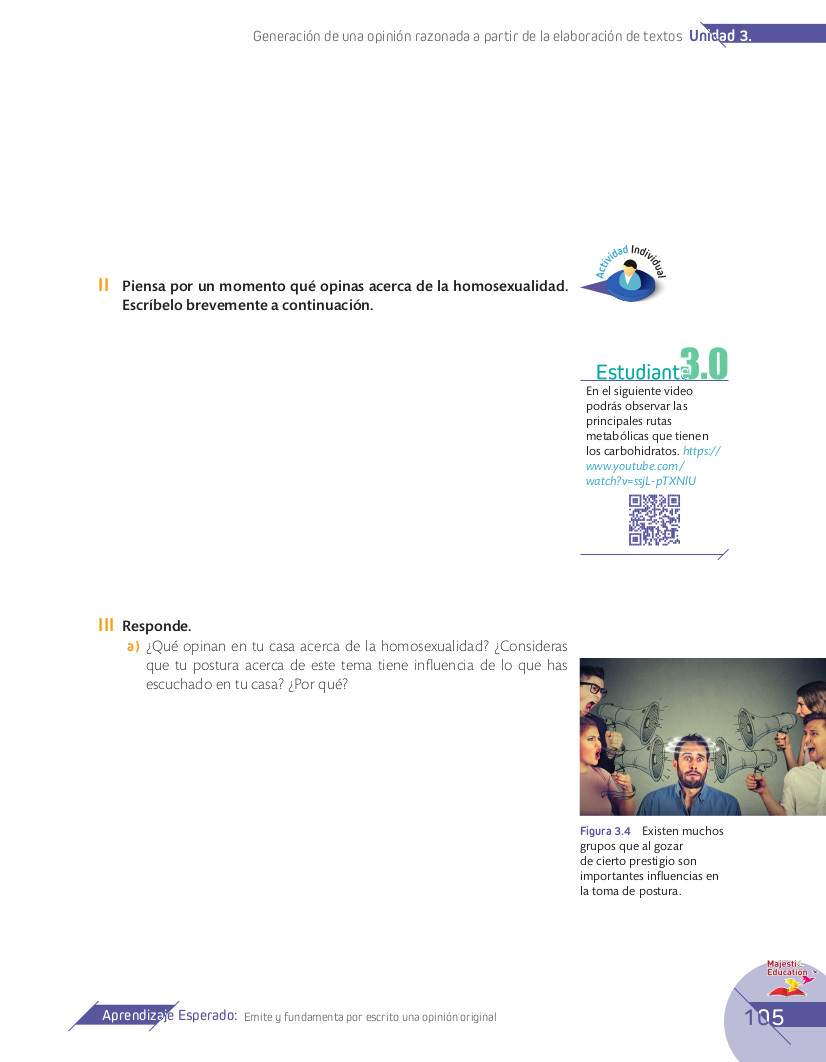 Generación de una opinión razonada a partir de la elaboración de textos Unidad 3.
II Piensa por un momento qué opinas acerca de la homosexualidad.
Escríbelo brevemente a continuación.
Actividad Individual
Estudiante 3.0
En el siguiente video
podrás observar las
principales rutas
metabólicas que tienen
los carbohidratos. https://
www.youtube.com/
watch?v=ssjL-pTXNlU
III Responde.
a) ¿Qué opinan en tu casa acerca de la homosexualidad? ¿Consideras
que tu postura acerca de este tema tiene influencia de lo que has
escuchado en tu casa? ¿Por qué?
Figura 3.4 Existen muchos
grupos que al gozar
de cierto prestigio son
importantes influencias en
la toma de postura.
Majestic
Education
Aprendizaje Esperado: Emite y fundamenta por escrito una opinión original
105